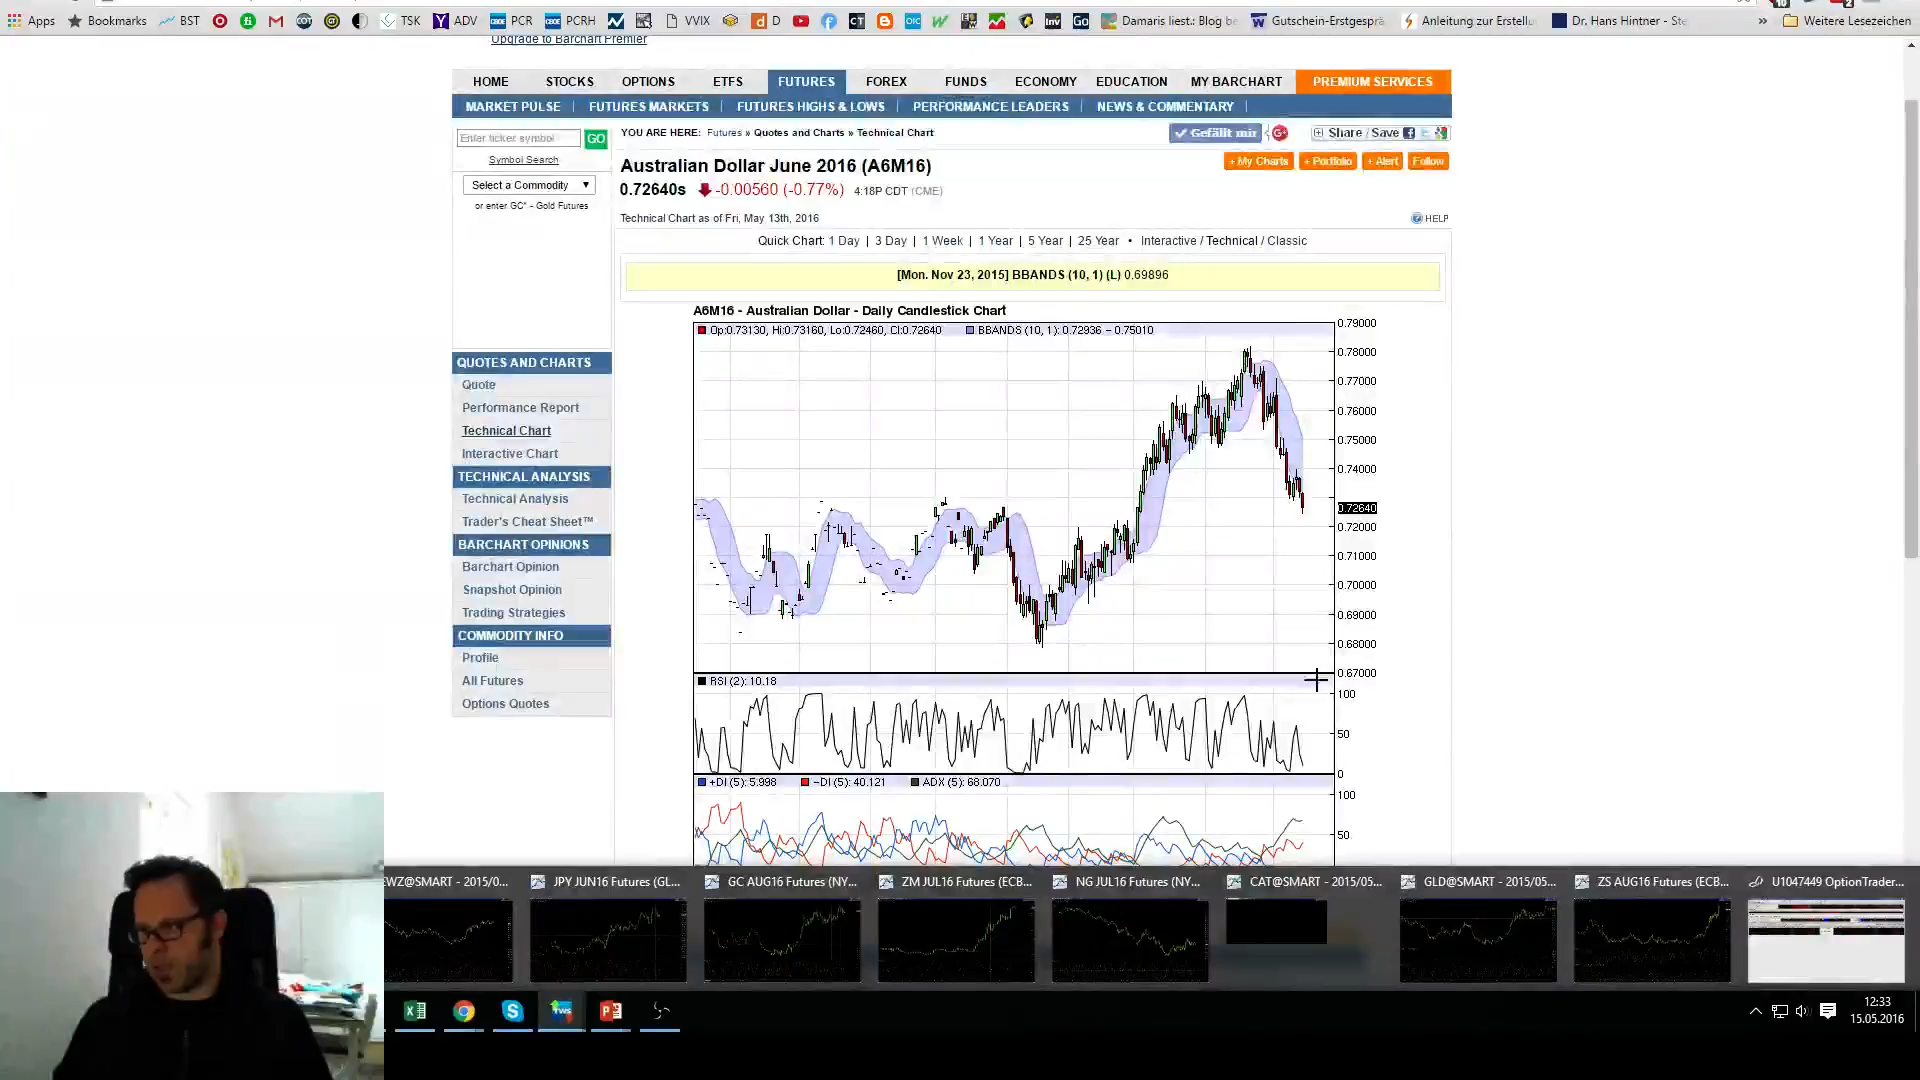 Apps
Bookmarks
BST
TSK
ADV
PCR
PCRH
VVIX
D
Damaris liest.: Blog be
Gutschein-Erstgesprä
Anleitung zur Erstellu
Dr. Hans Hintner - Ste
»
Weitere Lesezeichen
Upgrade to Barchart Premier
HOME STOCKS OPTIONS ETFS FUTURES FOREX FUNDS ECONOMY EDUCATION MY BARCHART PREMIUM SERVICES
MARKET PULSE | FUTURES MARKETS | FUTURES HIGHS & LOWS | PERFORMANCE LEADERS | NEWS & COMMENTARY |
Enter ticker symbol GO
Symbol Search
Select a Commodity
or enter GC* - Gold Futures
YOU ARE HERE: Futures » Quotes and Charts » Technical Chart
Gefällt mir
Share / Save
Australian Dollar June 2016 (A6M16)
+ My Charts + Portfolio + Alert Follow
0.72640s -0.00560 (-0.77%) 4:18P CDT (CME)
Technical Chart as of Fri, May 13th, 2016
HELP
Quick Chart: 1 Day | 3 Day | 1 Week | 1 Year | 5 Year | 25 Year • Interactive / Technical / Classic
[Mon. Nov 23, 2015] BBANDS (10, 1) (L) 0.69896
A6M16 - Australian Dollar - Daily Candlestick Chart
Op:0.73130, Hi:0.73160, Lo:0.72460, Cl:0.72640 BBANDS (10, 1): 0.72936 – 0.75010
0.79000
0.78000
0.77000
0.76000
0.75000
0.74000
0.72640
0.72000
0.71000
0.70000
0.69000
0.68000
0.67000
RSI (2): 10.18
100
50
0
+DI (5): 5.998 –DI (5): 40.121 ADX (5): 68.070
100
50
QUOTES AND CHARTS
Quote
Performance Report
Technical Chart
Interactive Chart
TECHNICAL ANALYSIS
Technical Analysis
Trader's Cheat Sheet™
BARCHART OPINIONS
Barchart Opinion
Snapshot Opinion
Trading Strategies
COMMODITY INFO
Profile
All Futures
Options Quotes
EWZ@SMART - 2015/0...
JPY JUN16 Futures (GL...
GC AUG16 Futures (NY...
ZM JUL16 Futures (ECB...
NG JUL16 Futures (NY...
CAT@SMART - 2015/05...
GLD@SMART - 2015/05...
ZS AUG16 Futures (ECB...
U1047449 OptionTrader...
12:33
15.05.2016